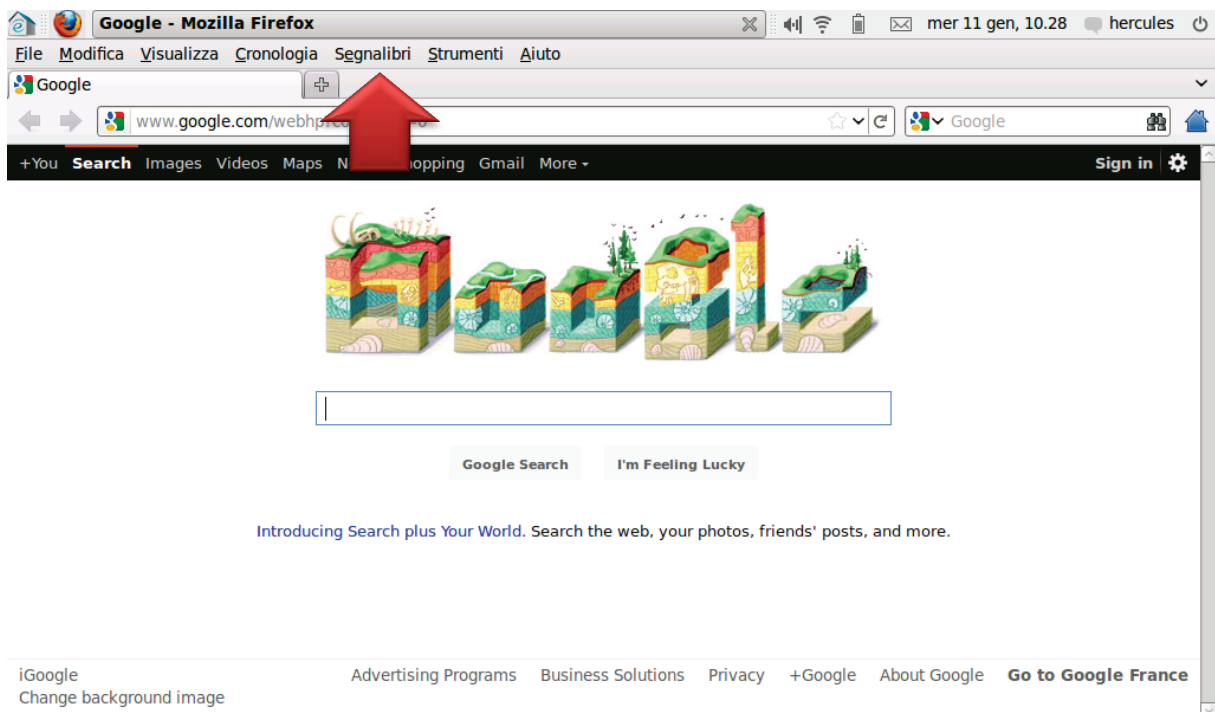 Google - Mozilla Firefox mer 11 gen, 10.28 hercules
File Modifica Visualizza Cronologia Segnalibri Strumenti Aiuto
Google
www.google.com/webhp Google
+You Search Images Videos Maps Gmail More
Sign in
Google Search I'm Feeling Lucky
Introducing Search plus Your World. Search the web, your photos, friends' posts, and more.
iGoogle Advertising Programs Business Solutions Privacy +Google About Google Go to Google France
Change background image